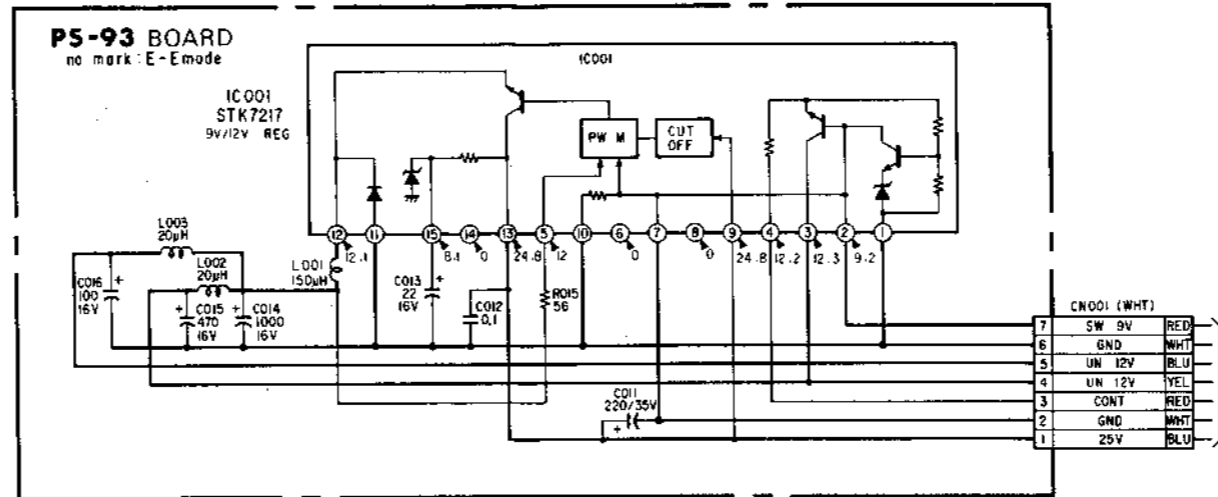 PS-93 BOARD
no mark:E-Emode
IC001
STK7217
9V/12V REG
IC001
PW M
CUT OFF
12 11 15 14 13 5 10 6 7 8 9 4 3 2 1
12.1 8.1 0 24.8 12 0 0 24.8 12.2 12.3 9.2
L003
20μH
L002
20μH
L001
150μH
C016
100
16V
C015
470
16V
C014
1000
16V
C013
22
16V
C012
0.1
R015
56
C011
220/35V
CN001 (WHT)
7 SW 9V RED
6 GND WHT
5 UN 12V BLU
4 UN 12V YEL
3 CONT RED
2 GND WHT
1 25V BLU